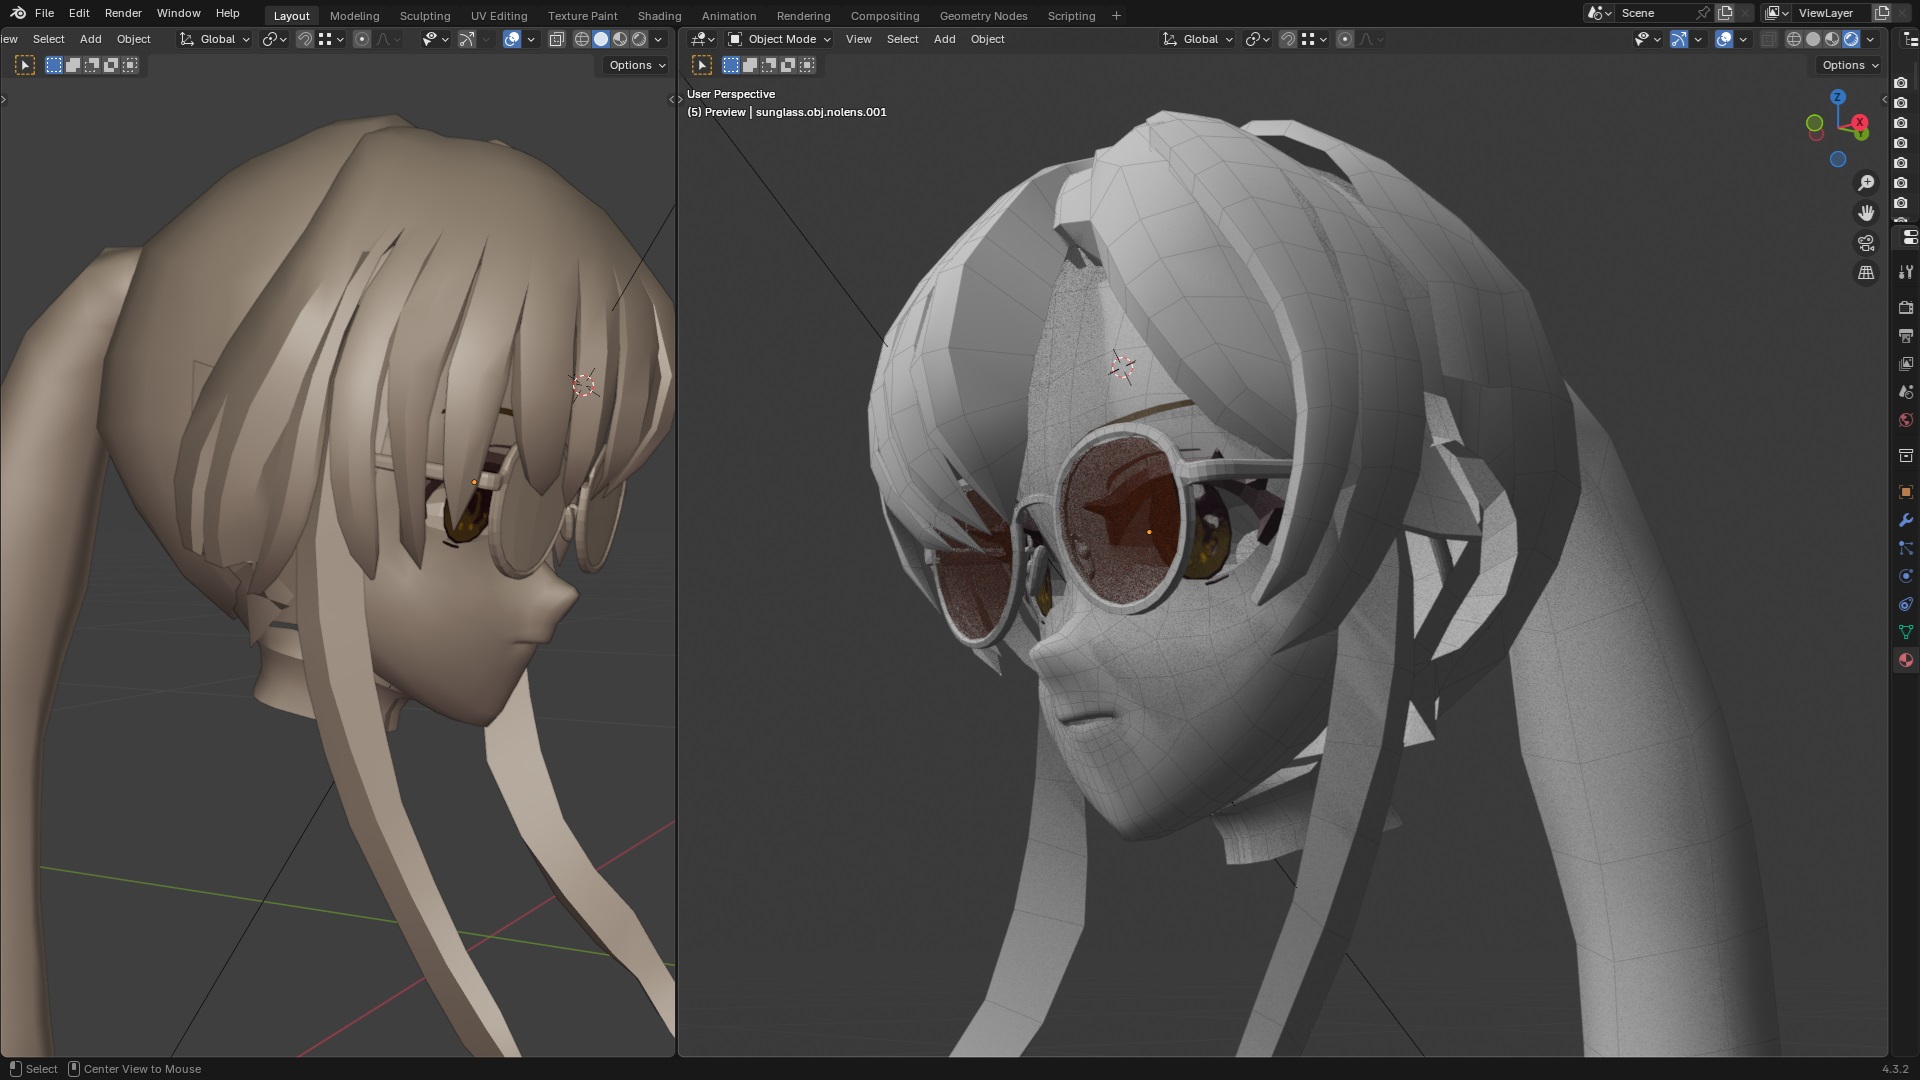 File Edit Render Window Help
Layout Modeling Sculpting UV Editing Texture Paint Shading Animation Rendering Compositing Geometry Nodes Scripting
Scene
ViewLayer
ew Select Add Object
Global
Options
Object Mode View Select Add Object
Global
Options
User Perspective
(5) Preview | sunglass.obj.nolens.001
Z
X
Y
Select Center View to Mouse
4.3.2